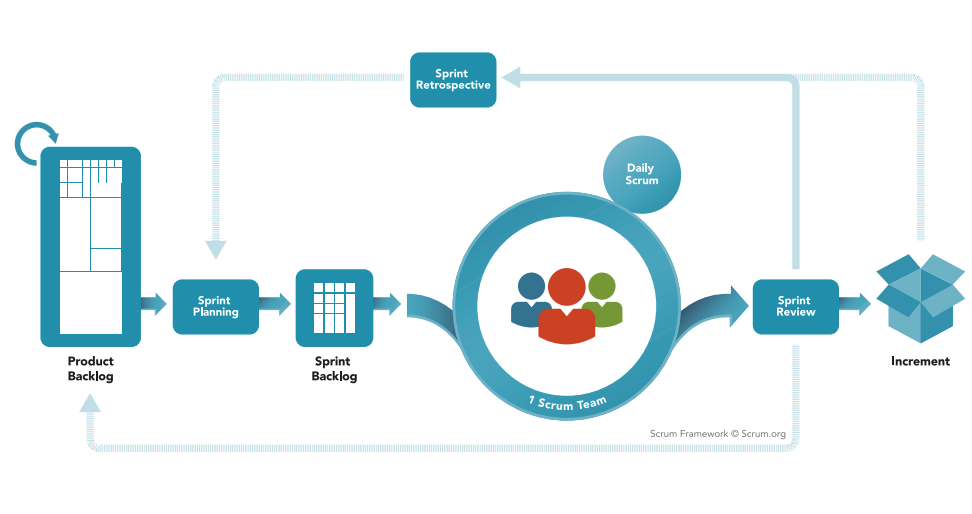 Sprint
Retrospective
Daily
Scrum
Sprint
Planning
Sprint
Review
Product
Backlog
Sprint
Backlog
Increment
1 Scrum Team
Scrum Framework © Scrum.org